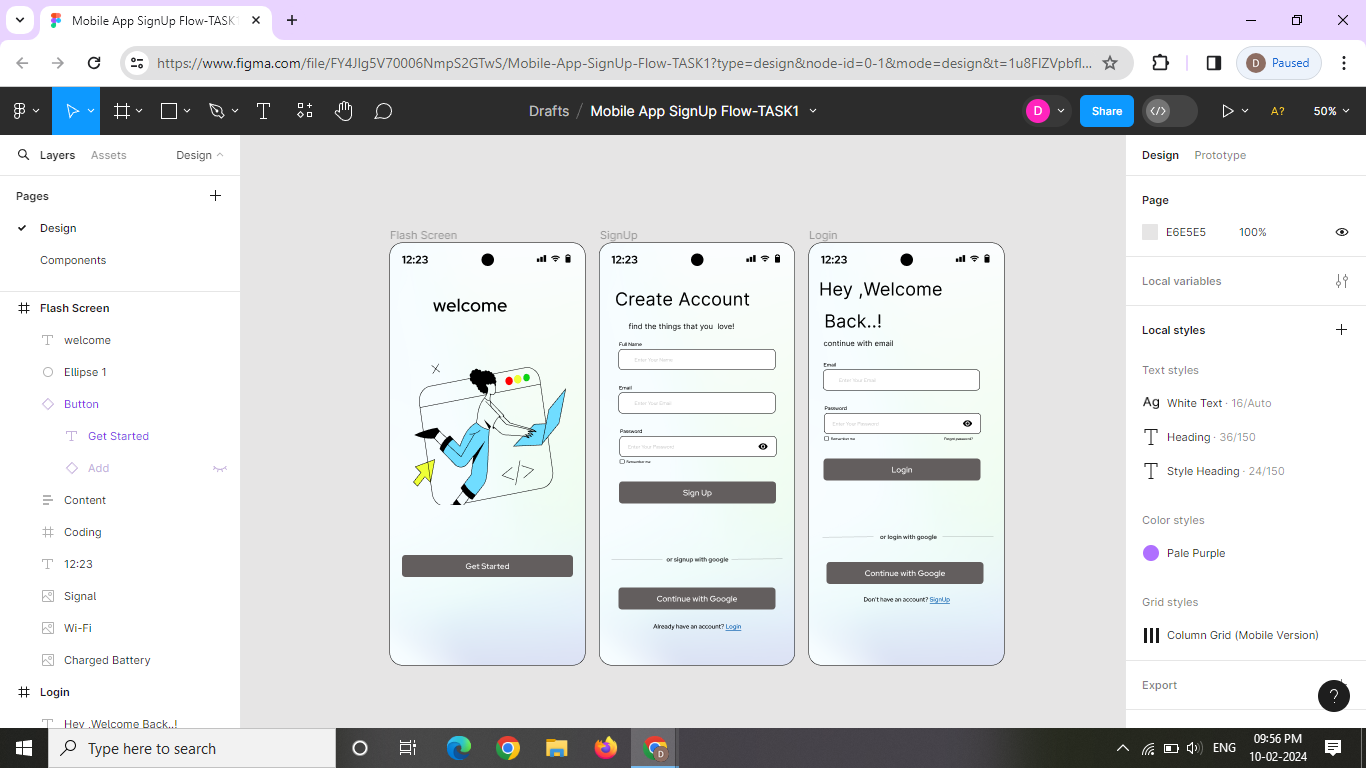 Mobile App SignUp Flow-TASK1
https://www.figma.com/file/FY4JIg5V70006NmpS2GTwS/Mobile-App-SignUp-Flow-TASK1?type=design&node-id=0-1&mode=design&t=1u8FIZVpbfl...
D Paused
Drafts / Mobile App SignUp Flow-TASK1
D
Share
</>
A?
50%
Layers Assets Design
Pages
Design
Components
Flash Screen
welcome
Ellipse 1
Button
Get Started
Add
Content
Coding
12:23
Signal
Wi-Fi
Charged Battery
Login
Hey ,Welcome Back..!
Flash Screen
12:23
welcome
</>
Get Started
SignUp
12:23
Create Account
find the things that you love!
Full Name
Enter Your Name
Email
Enter Your Email
Password
Enter Your Password
Remember me
Sign Up
or signup with google
Continue with Google
Already have an account? Login
Login
12:23
Hey ,Welcome
Back..!
continue with email
Email
Enter Your Email
Password
Enter Your Password
Remember me Forgot password?
Login
or login with google
Continue with Google
Don't have an account? SignUp
Design Prototype
Page
E6E5E5 100%
Local variables
Local styles
Text styles
Ag White Text · 16/Auto
Heading · 36/150
Style Heading · 24/150
Color styles
Pale Purple
Grid styles
Column Grid (Mobile Version)
Export
?
Type here to search
D
ENG
09:56 PM
10-02-2024